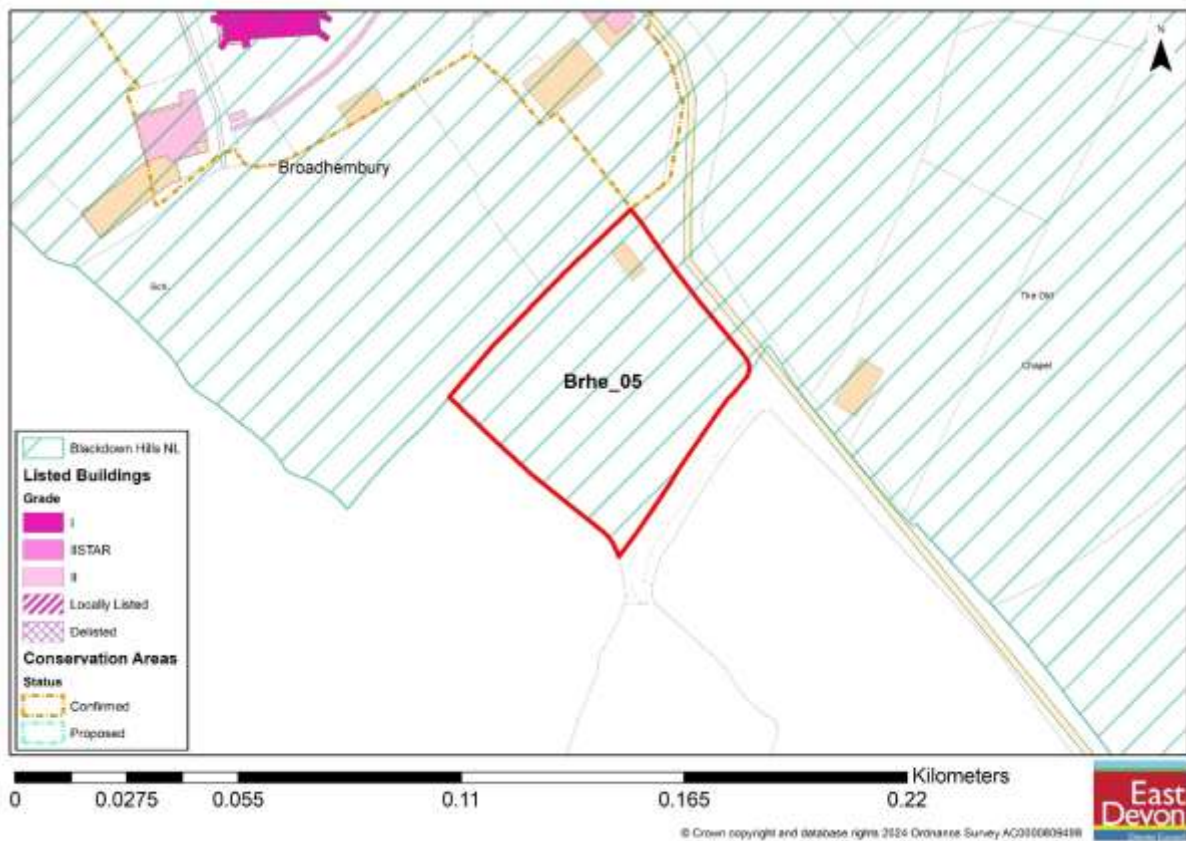 N
Broadhembury
Sch.
The Old
Chapel
Brhe_05
Blackdown Hills NL
Listed Buildings
Grade
I
IISTAR
II
Locally Listed
Delisted
Conservation Areas
Status
Confirmed
Proposed
Kilometers
0 0.0275 0.055 0.11 0.165 0.22
East
Devon
© Crown copyright and database rights 2024 Ordnance Survey AC0000809498